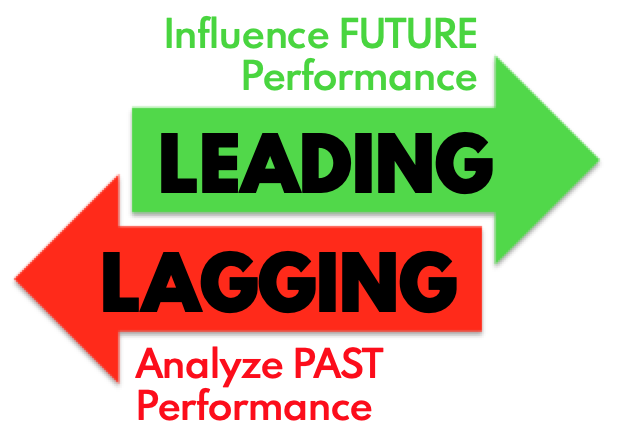 Influence FUTURE
Performance
LEADING
LAGGING
Analyze PAST
Performance